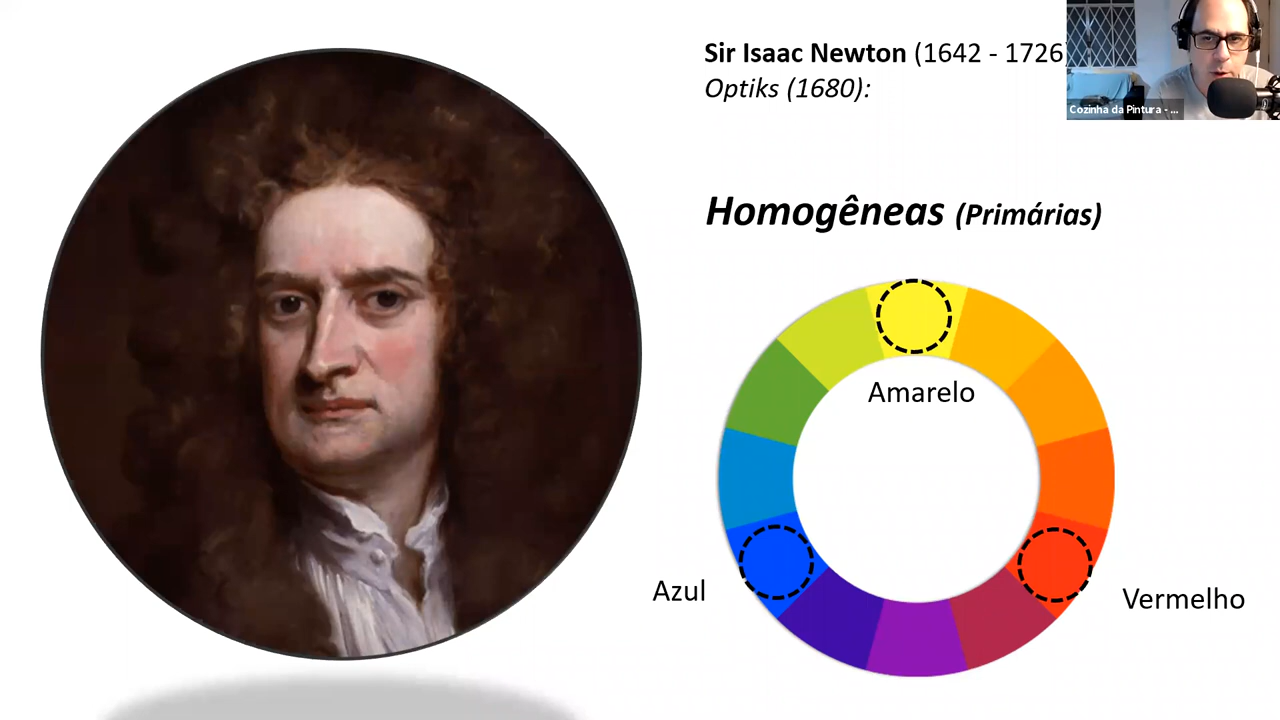 Sir Isaac Newton (1642 - 1726
Optiks (1680):
Cozinha da Pintura - ...
Homogêneas (Primárias)
Amarelo
Azul
Vermelho